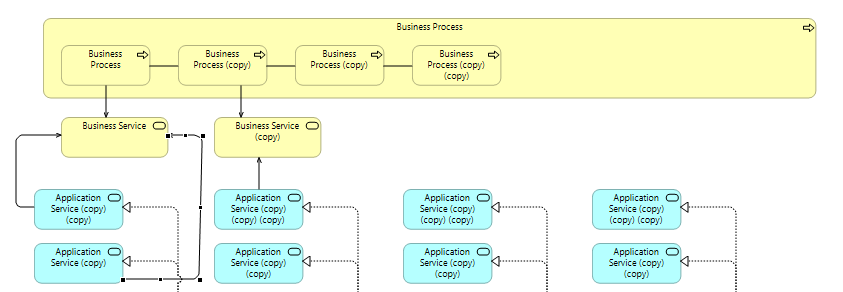 Business Process
Business
Process
Business
Process (copy)
Business
Process (copy)
Business
Process (copy)
(copy)
Business Service
Business Service
(copy)
Application
Service (copy)
(copy)
Application
Service (copy)
(copy) (copy)
Application
Service (copy)
(copy) (copy)
Application
Service (copy)
(copy) (copy)
Application
Service (copy)
Application
Service (copy)
(copy)
Application
Service (copy)
(copy)
Application
Service (copy)
(copy)